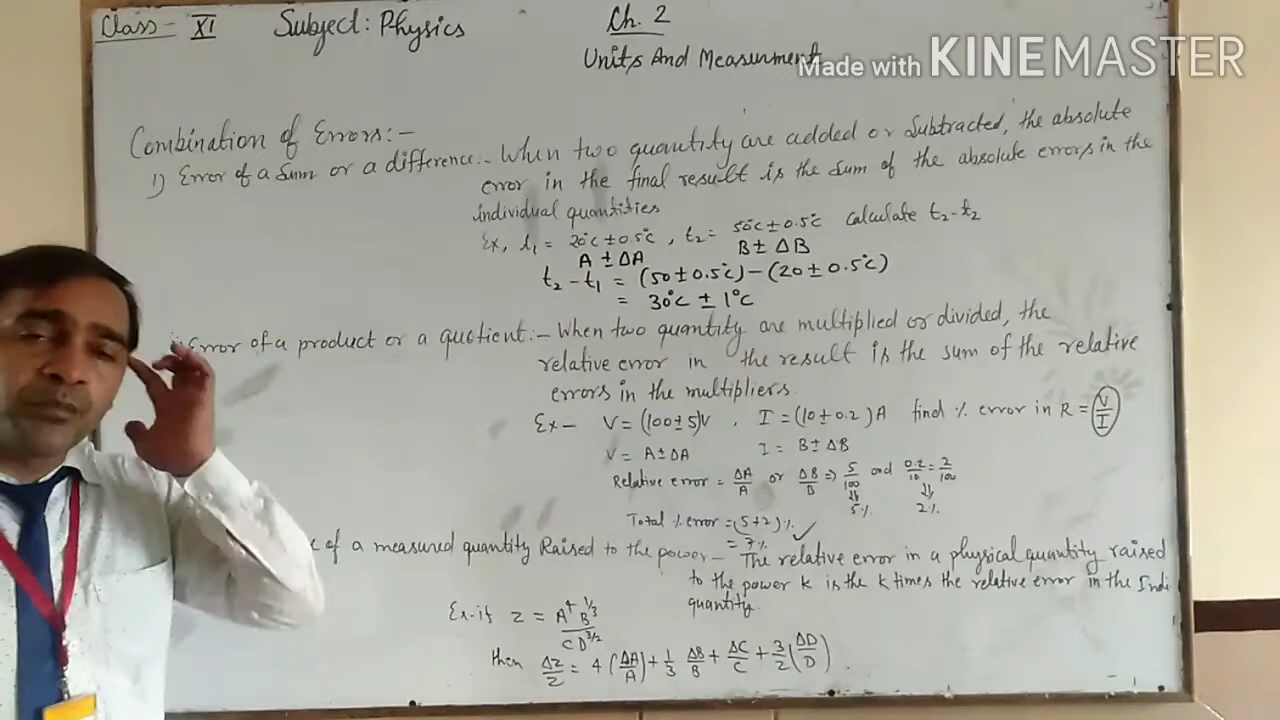 Class - XI Subject: Physics Ch. 2
Units And Measurment
Made with KINEMASTER
Combination of Errors:-
1) Error of a Sum or a difference:- When two quantity are added or Subtracted, the absolute
error in the final result is the sum of the absolute errors in the
individual quantities
Ex, t₁ = 20°C ± 0.5°C, t₂ = 50°C ± 0.5°C Calculate t₂-t₂
A ± ΔA B ± ΔB
t₂ - t₁ = (50 ± 0.5°C) - (20 ± 0.5°C)
= 30°C ± 1°C
Error of a product or a quotient:- When two quantity are multiplied or divided, the
relative error in the result is the sum of the relative
errors in the multipliers.
Ex - V = (100 ± 5)V, I = (10 ± 0.2)A find % error in R = V/I
V = A ± ΔA I = B ± ΔB
Relative error = ΔA/A or ΔB/B ⇒ 5/100 and 0.2/10 = 2/100
⇓ ⇓
5% 2%
Total % error = (5+2)% ✓
= 7%
of a measured quantity Raised to the power - The relative error in a physical quantity raised
to the power k is the k times the relative error in the Indi
quantity.
Ex-if z = A⁴B^1/3 / CD^3/2
then Δz/z = 4(ΔA/A) + 1/3 ΔB/B + ΔC/C + 3/2(ΔD/D).